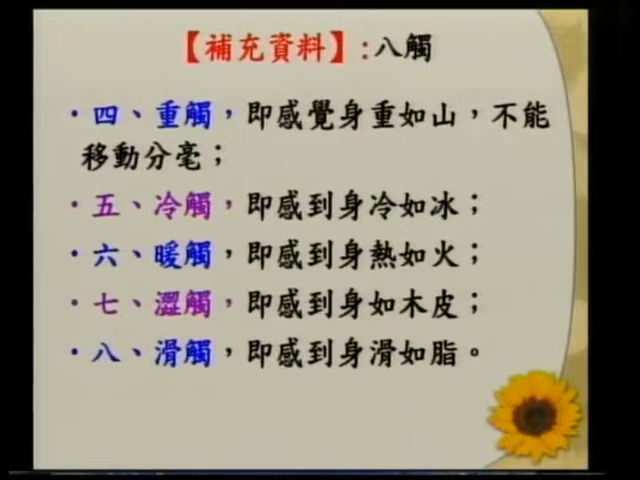 【補充資料】:八觸
•四、重觸，即感覺身重如山，不能
移動分毫；
•五、冷觸，即感到身冷如冰；
•六、暖觸，即感到身熱如火；
•七、澀觸，即感到身如木皮；
•八、滑觸，即感到身滑如脂。